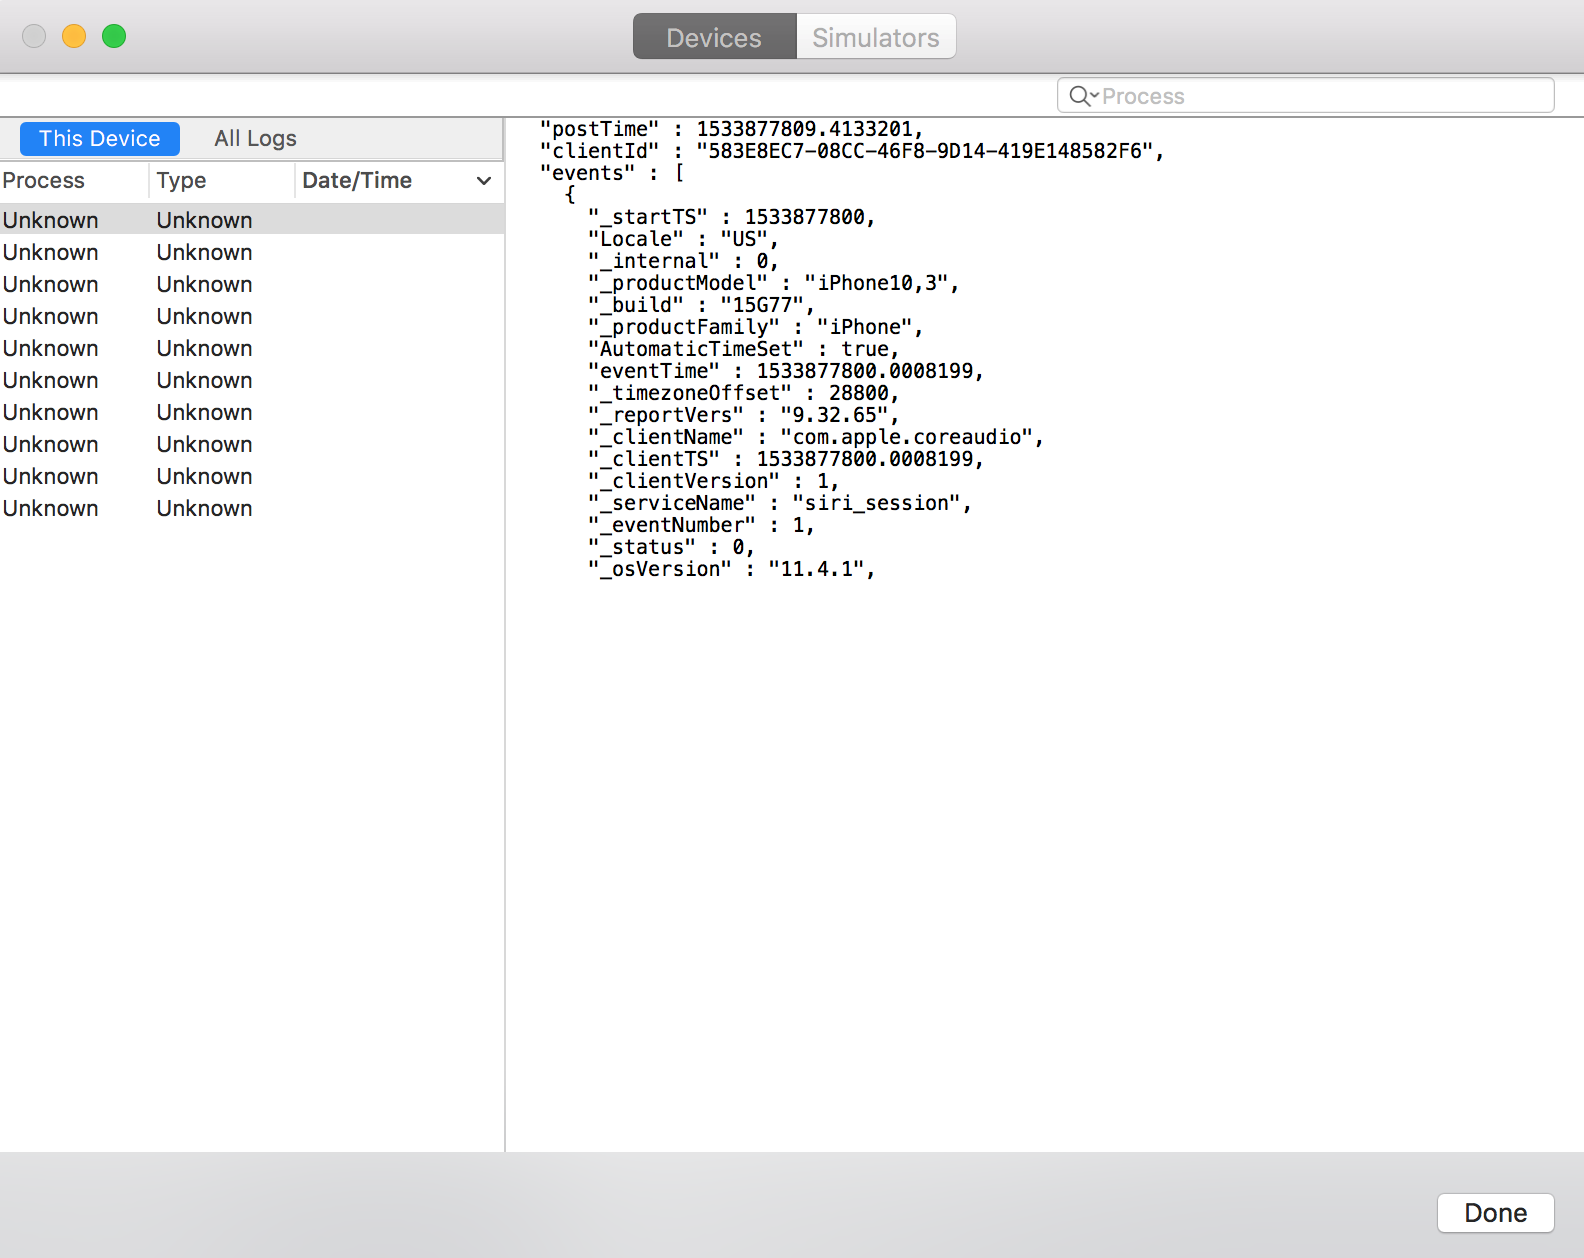 Devices Simulators
Process
This Device All Logs
Process Type Date/Time
Unknown Unknown
Unknown Unknown
Unknown Unknown
Unknown Unknown
Unknown Unknown
Unknown Unknown
Unknown Unknown
Unknown Unknown
Unknown Unknown
Unknown Unknown
"postTime" : 1533877809.4133201,
"clientId" : "583E8EC7-08CC-46F8-9D14-419E148582F6",
"events" : [
{
"_startTS" : 1533877800,
"Locale" : "US",
"_internal" : 0,
"_productModel" : "iPhone10,3",
"_build" : "15G77",
"_productFamily" : "iPhone",
"AutomaticTimeSet" : true,
"eventTime" : 1533877800.0008199,
"_timezoneOffset" : 28800,
"_reportVers" : "9.32.65",
"_clientName" : "com.apple.coreaudio",
"_clientTS" : 1533877800.0008199,
"_clientVersion" : 1,
"_serviceName" : "siri_session",
"_eventNumber" : 1,
"_status" : 0,
"_osVersion" : "11.4.1",
Done